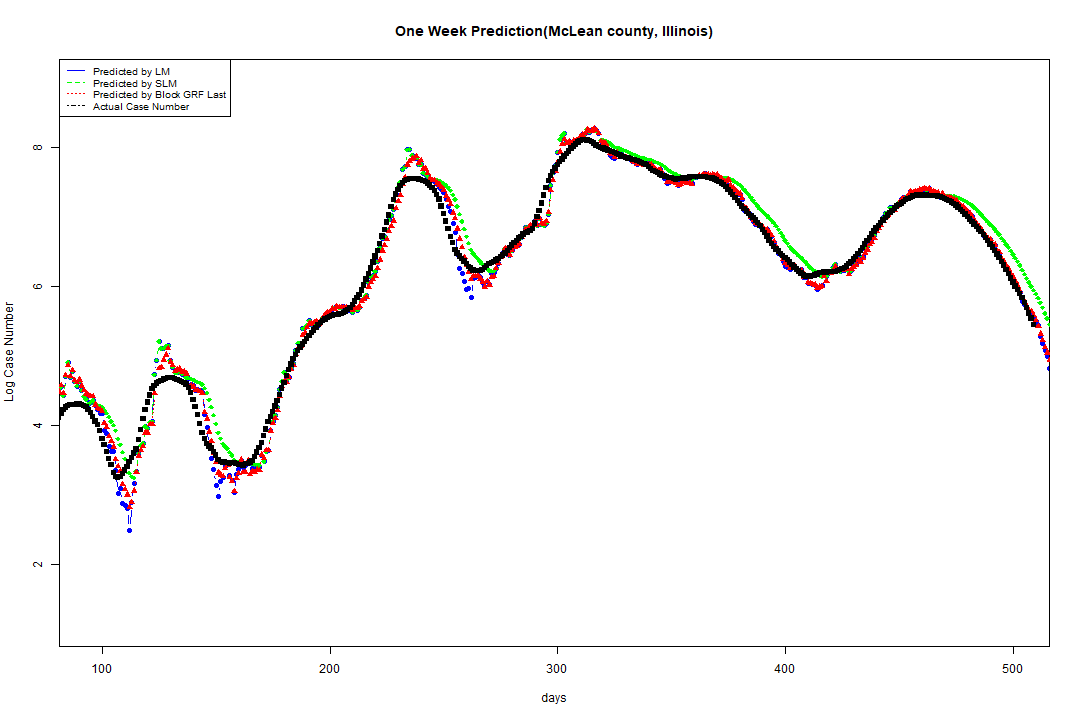 One Week Prediction(McLean county, Illinois)
Predicted by LM
Predicted by SLM
Predicted by Block GRF Last
Actual Case Number
8
6
4
2
Log Case Number
100 200 300 400 500
days